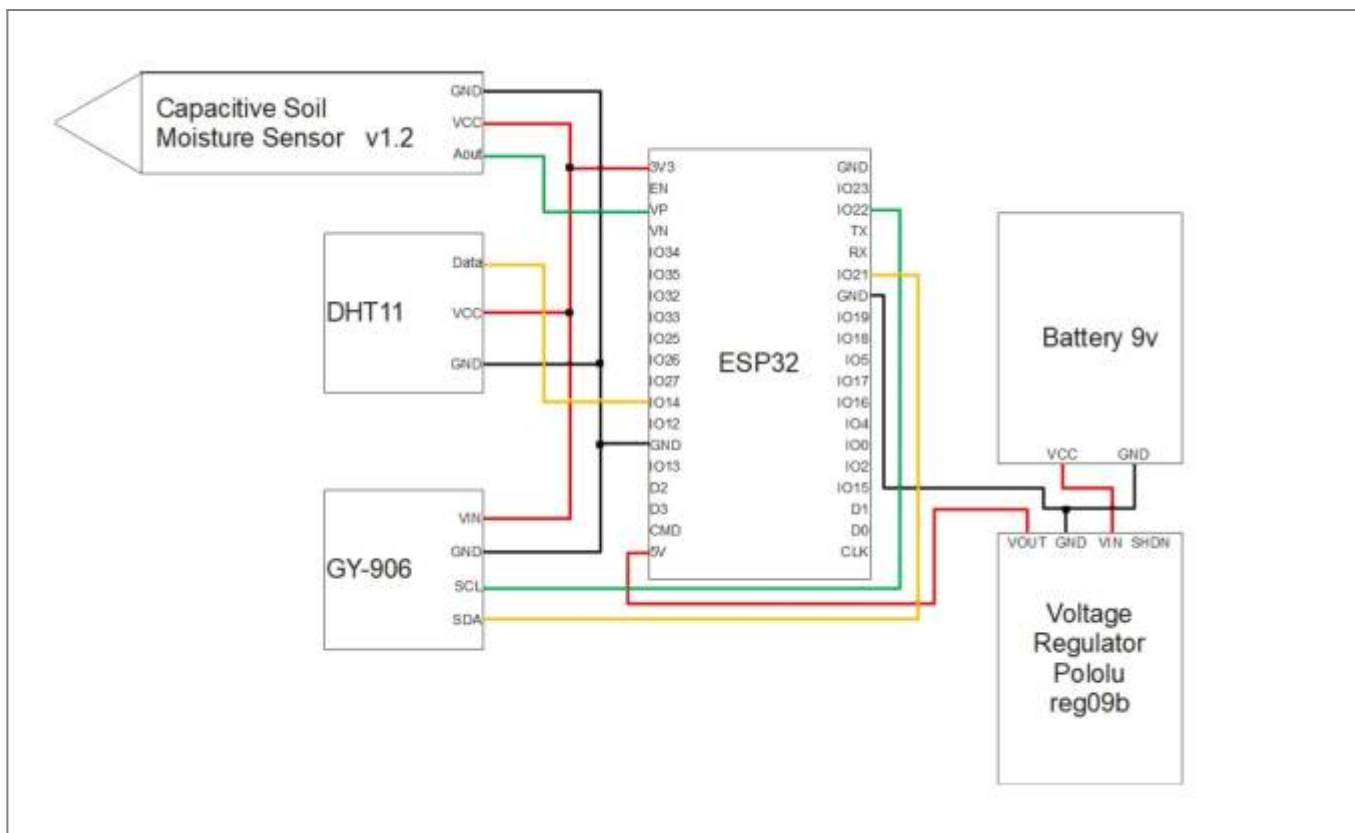 Capacitive Soil
Moisture Sensor v1.2
GND
VCC
Aout
DHT11
Data
VCC
GND
GY-906
VIN
GND
SCL
SDA
ESP32
3V3
EN
VP
VN
IO34
IO35
IO32
IO33
IO25
IO26
IO27
IO14
IO12
GND
IO13
D2
D3
CMD
5V
GND
IO23
IO22
TX
RX
IO21
GND
IO19
IO18
IO5
IO17
IO16
IO4
IO0
IO2
IO15
D1
D0
CLK
Battery 9v
VCC GND
VOUT GND VIN SHDN
Voltage
Regulator
Pololu
reg09b